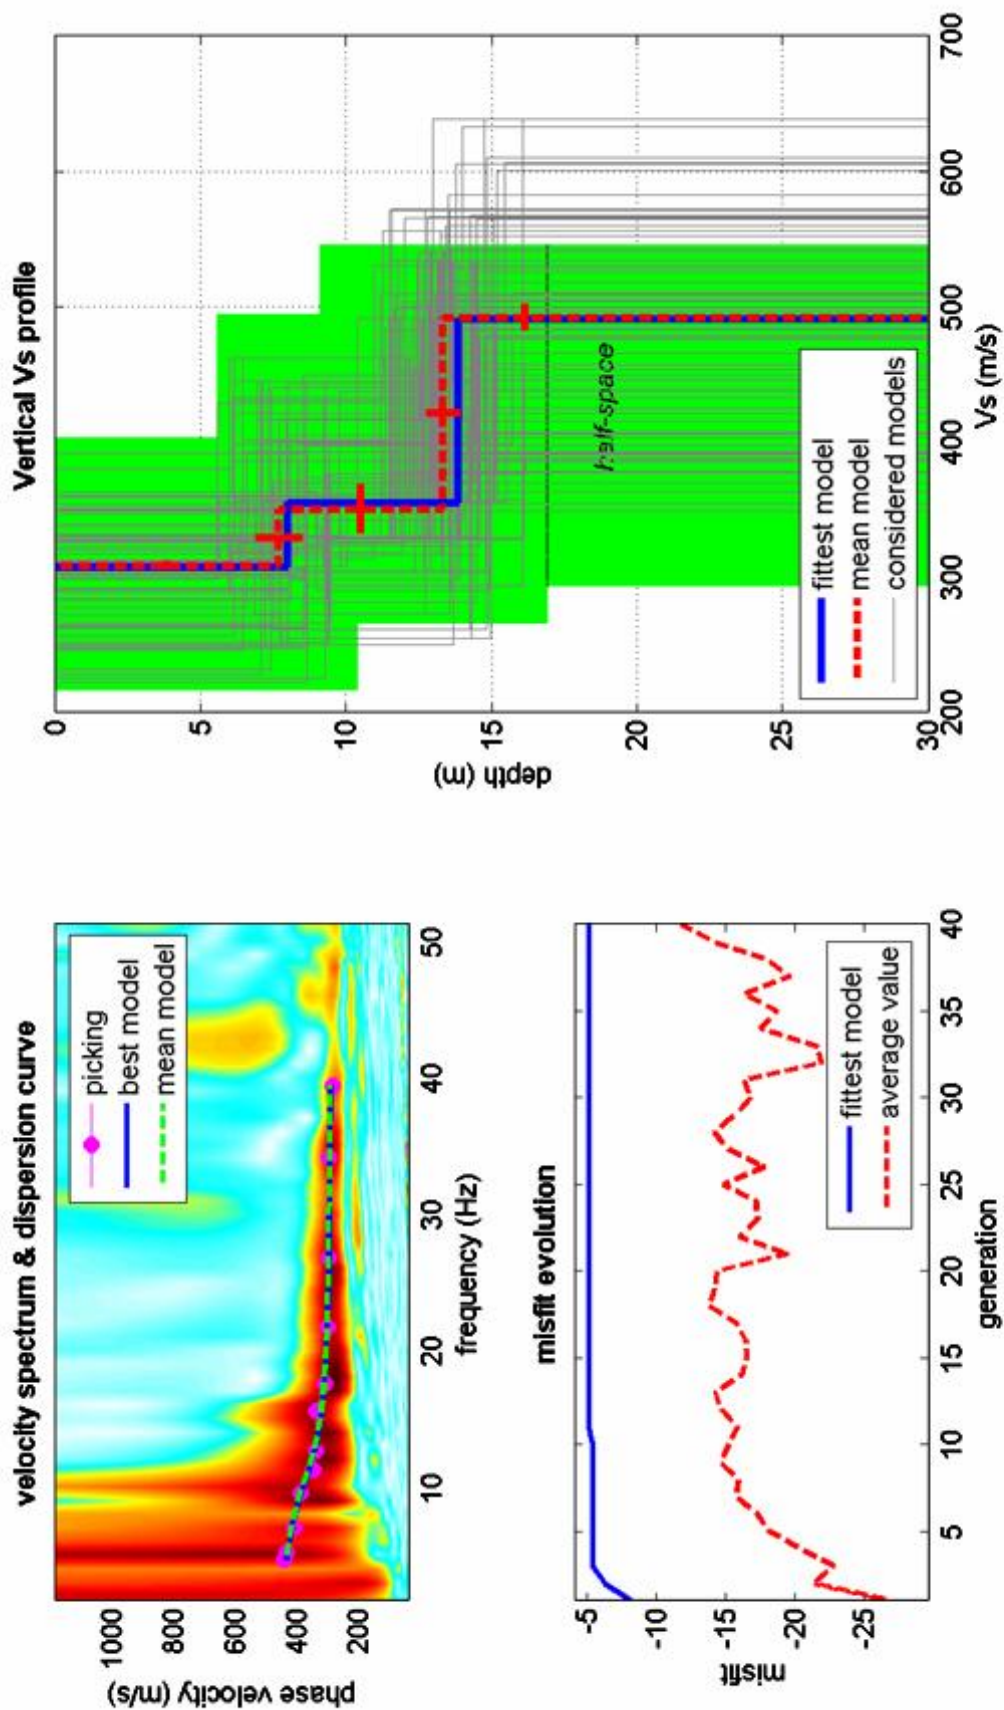 velocity spectrum & dispersion curve
phase velocity (m/s)
1000
800
600
400
200
10
20
30
40
50
frequency (Hz)
picking
best model
mean model
misfit evolution
misfit
-5
-10
-15
-20
-25
5
10
15
20
25
30
35
40
generation
fittest model
average value
Vertical Vs profile
depth (m)
0
5
10
15
20
25
30
200
300
400
500
600
700
Vs (m/s)
half-space
fittest model
mean model
considered models